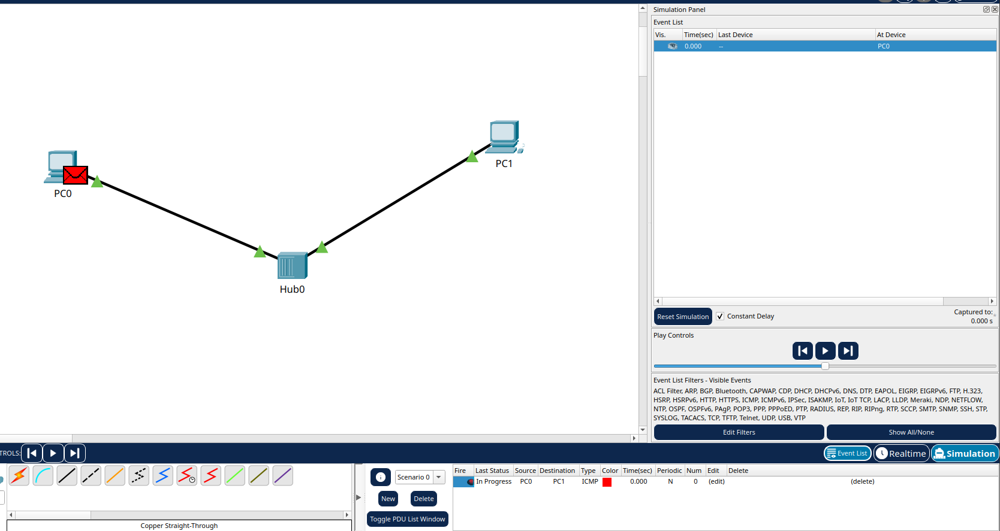 Simulation Panel
Event List
Vis. Time(sec) Last Device At Device
0.000 -- PC0
PC1
PC0
Hub0
Reset Simulation Constant Delay Captured to:
0.000 s
Play Controls
Event List Filters - Visible Events
ACL Filter, ARP, BGP, Bluetooth, CAPWAP, CDP, DHCP, DHCPv6, DNS, DTP, EAPOL, EIGRP, EIGRPv6, FTP, H.323,
HSRP, HSRPv6, HTTP, HTTPS, ICMP, ICMPv6, IPSec, ISAKMP, IoT, IoT TCP, LACP, LLDP, Meraki, NDP, NETFLOW,
NTP, OSPF, OSPFv6, PAgP, POP3, PPP, PPPoED, PTP, RADIUS, REP, RIP, RIPng, RTP, SCCP, SMTP, SNMP, SSH, STP,
SYSLOG, TACACS, TCP, TFTP, Telnet, UDP, USB, VTP
Edit Filters Show All/None
TROLS: Event List Realtime Simulation
Fire Last Status Source Destination Type Color Time(sec) Periodic Num Edit Delete
In Progress PC0 PC1 ICMP 0.000 N 0 (edit) (delete)
Scenario 0
New Delete
Toggle PDU List Window
Copper Straight-Through